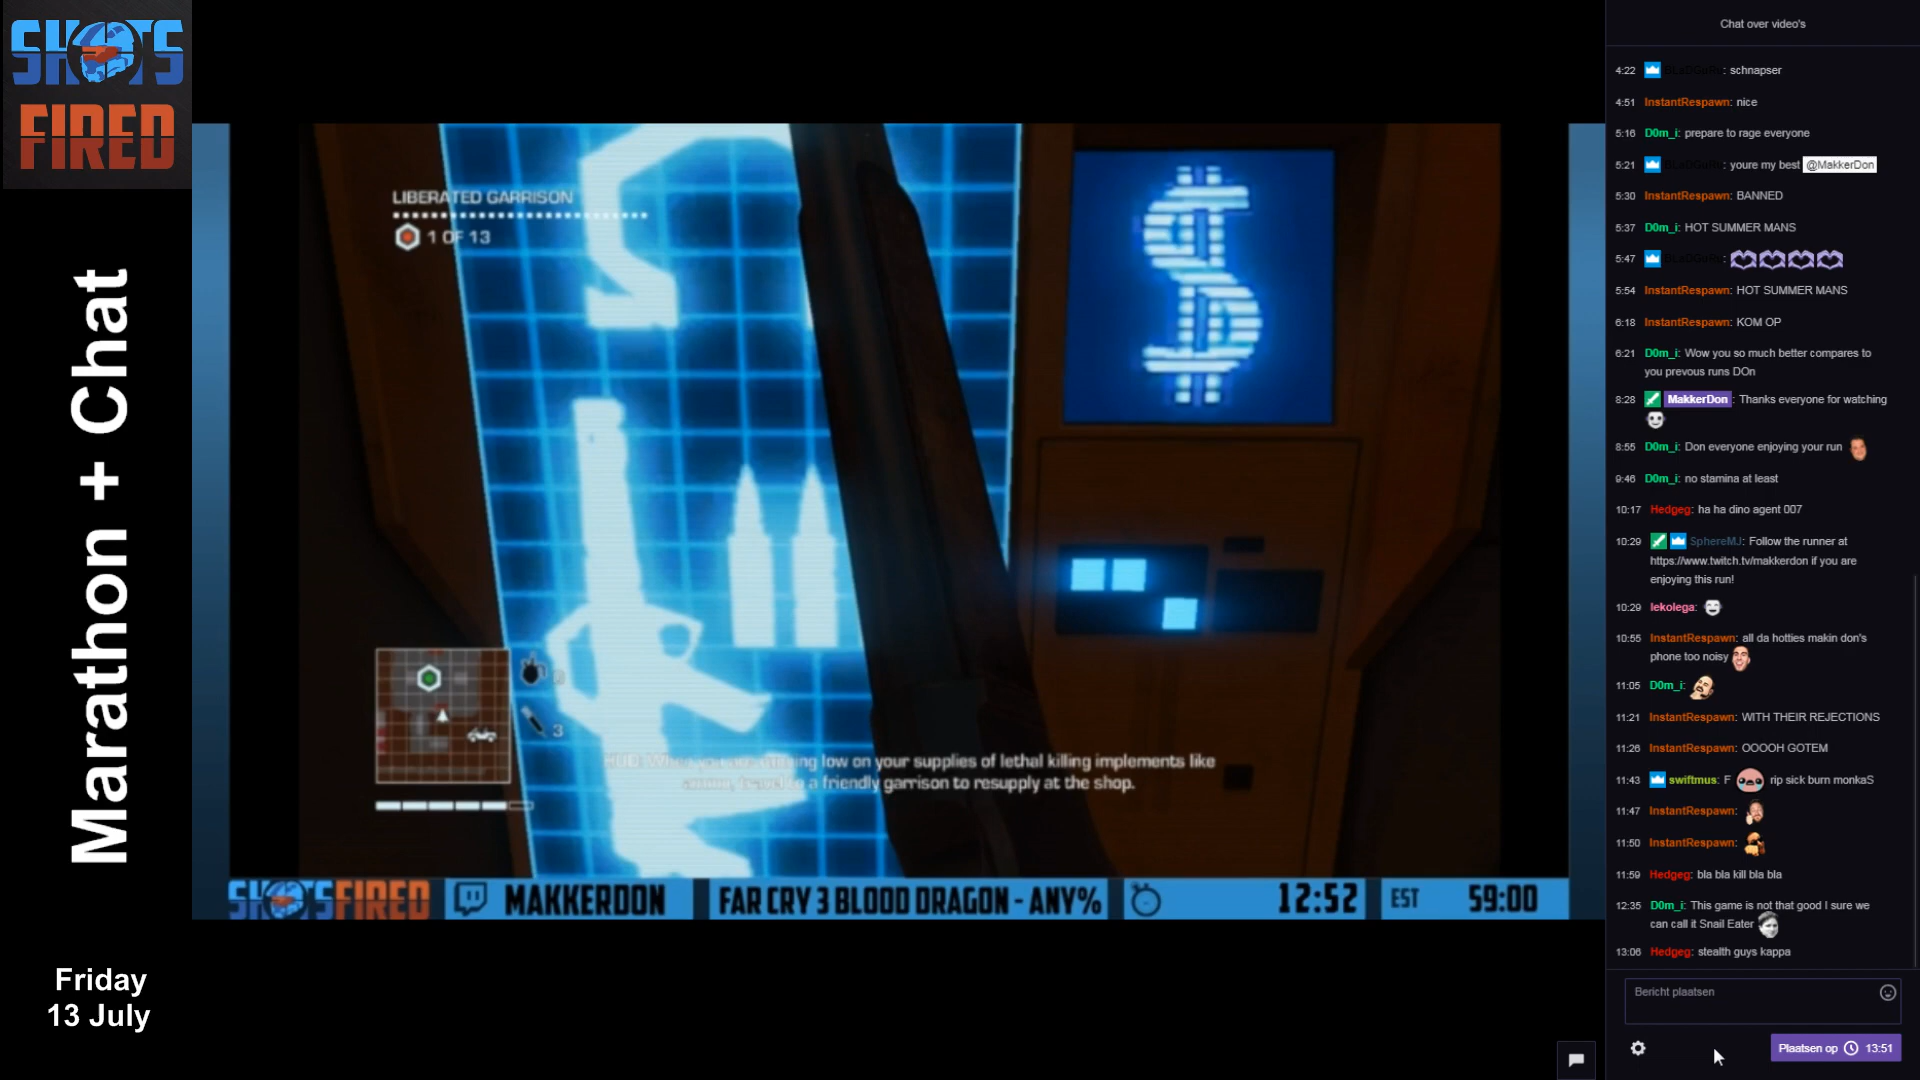 SHOTS
FIRED
Marathon + Chat
Friday
13 July
LIBERATED GARRISON
1 OF 13
3
low on your supplies of lethal killing implements like
a friendly garrison to resupply at the shop.
SHOTSFIRED
MAKKERDON
FAR CRY 3 BLOOD DRAGON - ANY%
12:52
EST
59:00
Chat over video's
4:22 : schnapser
4:51 InstantRespawn: nice
5:16 D0m_i: prepare to rage everyone
5:21 : youre my best @MakkerDon
5:30 InstantRespawn: BANNED
5:37 D0m_i: HOT SUMMER MANS
5:47 :
5:54 InstantRespawn: HOT SUMMER MANS
6:18 InstantRespawn: KOM OP
6:21 D0m_i: Wow you so much better compares to
you prevous runs DOn
8:28 MakkerDon: Thanks everyone for watching
8:55 D0m_i: Don everyone enjoying your run
9:46 D0m_i: no stamina at least
10:17 Hedgeg: ha ha dino agent 007
10:29 SphereMJ: Follow the runner at
https://www.twitch.tv/makkerdon if you are
enjoying this run!
10:29 lekolega:
10:55 InstantRespawn: all da hotties makin don's
phone too noisy
11:05 D0m_i:
11:21 InstantRespawn: WITH THEIR REJECTIONS
11:26 InstantRespawn: OOOOH GOTEM
11:43 swiftmus: F rip sick burn monkaS
11:47 InstantRespawn:
11:50 InstantRespawn:
11:59 Hedgeg: bla bla kill bla bla
12:35 D0m_i: This game is not that good I sure we
can call it Snail Eater
13:06 Hedgeg: stealth guys kappa
Bericht plaatsen
Plaatsen op 13:51